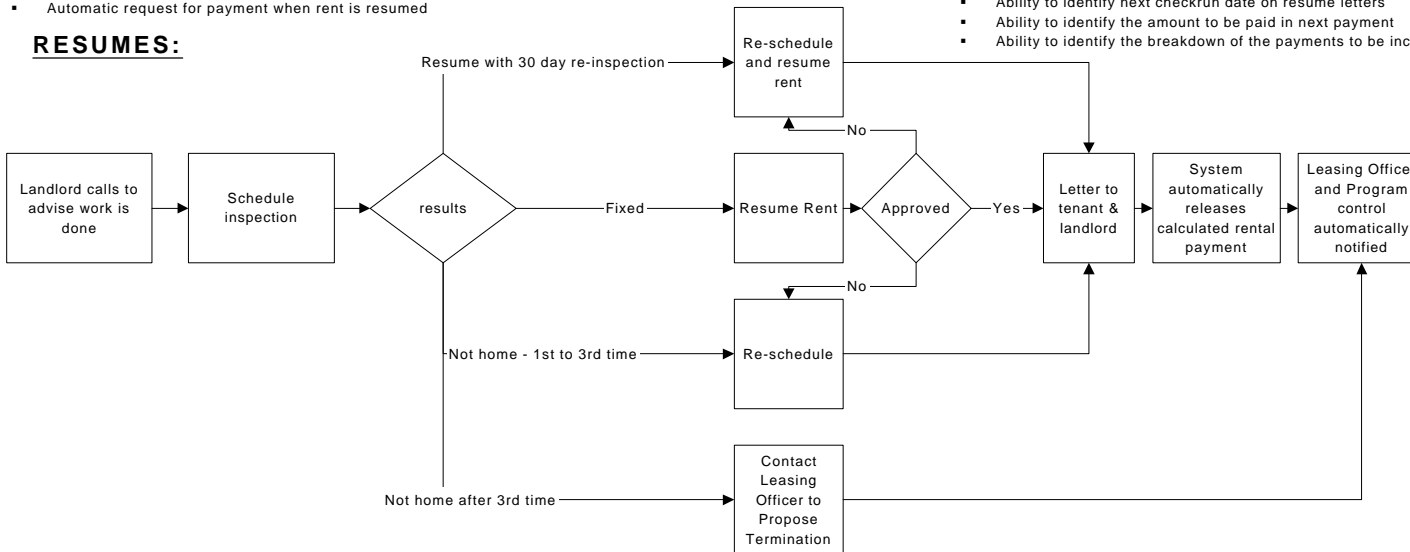 ▪ Automatic request for payment when rent is resumed
▪ Ability to identify next checkrun date on resume letters
▪ Ability to identify the amount to be paid in next payment
▪ Ability to identify the breakdown of the payments to be inc
RESUMES:
Resume with 30 day re-inspection
Re-schedule
and resume
rent
No
Landlord calls to
advise work is
done
Schedule
inspection
results
Fixed
Resume Rent
Approved
Yes
Letter to
tenant &
landlord
System
automatically
releases
calculated rental
payment
Leasing Office
and Program
control
automatically
notified
No
Not home - 1st to 3rd time
Re-schedule
Not home after 3rd time
Contact
Leasing
Officer to
Propose
Termination